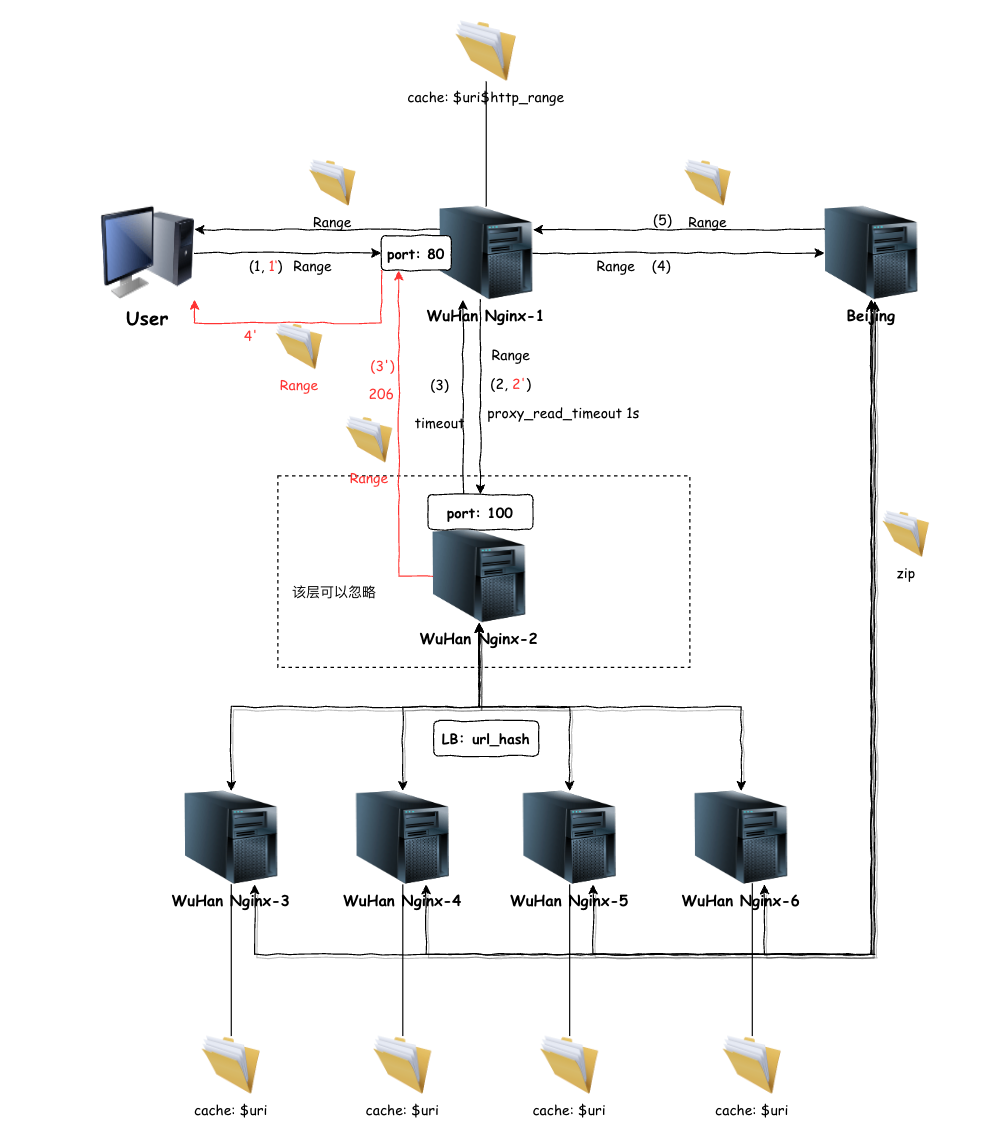 cache: $uri$http_range
Range
(5) Range
(1, 1') Range
port: 80
Range (4)
User
WuHan Nginx-1
Beijing
4'
Range
(3')
206
Range
(3)
timeout
Range
(2, 2')
proxy_read_timeout 1s
port: 100
zip
该层可以忽略
WuHan Nginx-2
LB: url_hash
WuHan Nginx-3
WuHan Nginx-4
WuHan Nginx-5
WuHan Nginx-6
cache: $uri
cache: $uri
cache: $uri
cache: $uri